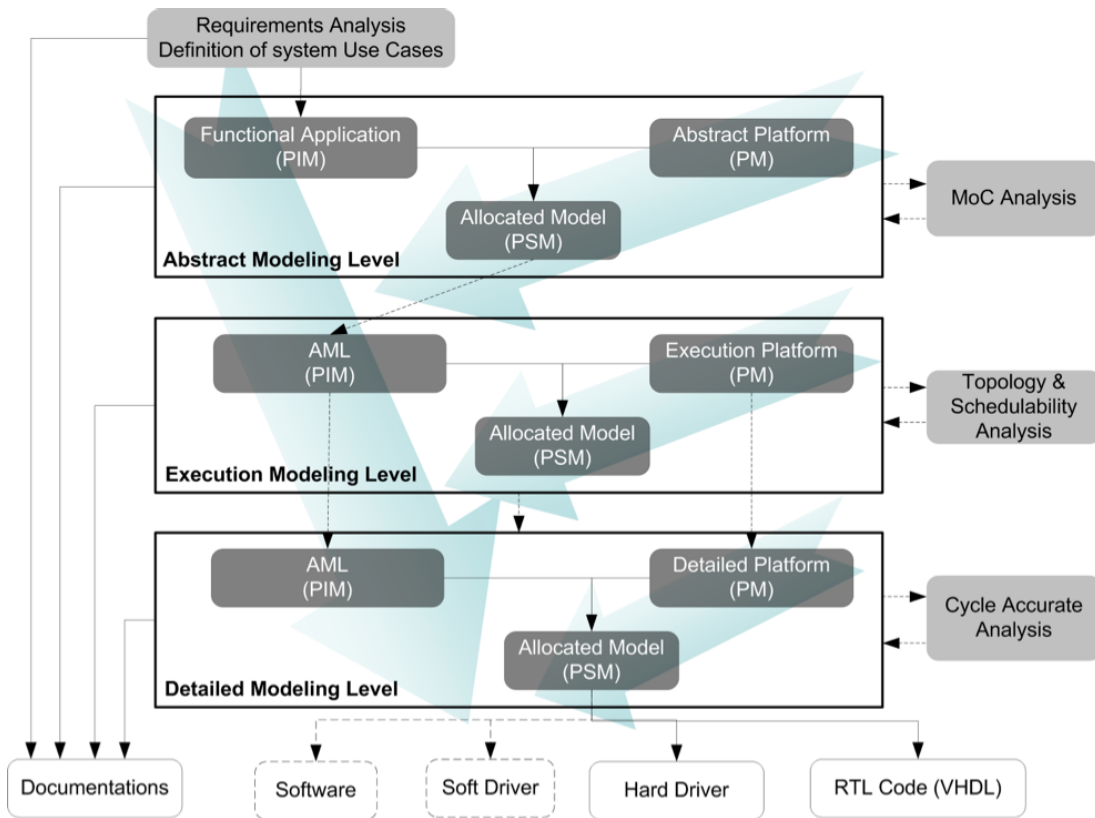 Requirements Analysis
Definition of system Use Cases
Functional Application
(PIM)
Abstract Platform
(PM)
MoC Analysis
Allocated Model
(PSM)
Abstract Modeling Level
AML
(PIM)
Execution Platform
(PM)
Topology &
Schedulability
Analysis
Allocated Model
(PSM)
Execution Modeling Level
AML
(PIM)
Detailed Platform
(PM)
Cycle Accurate
Analysis
Allocated Model
(PSM)
Detailed Modeling Level
Documentations
Software
Soft Driver
Hard Driver
RTL Code (VHDL)